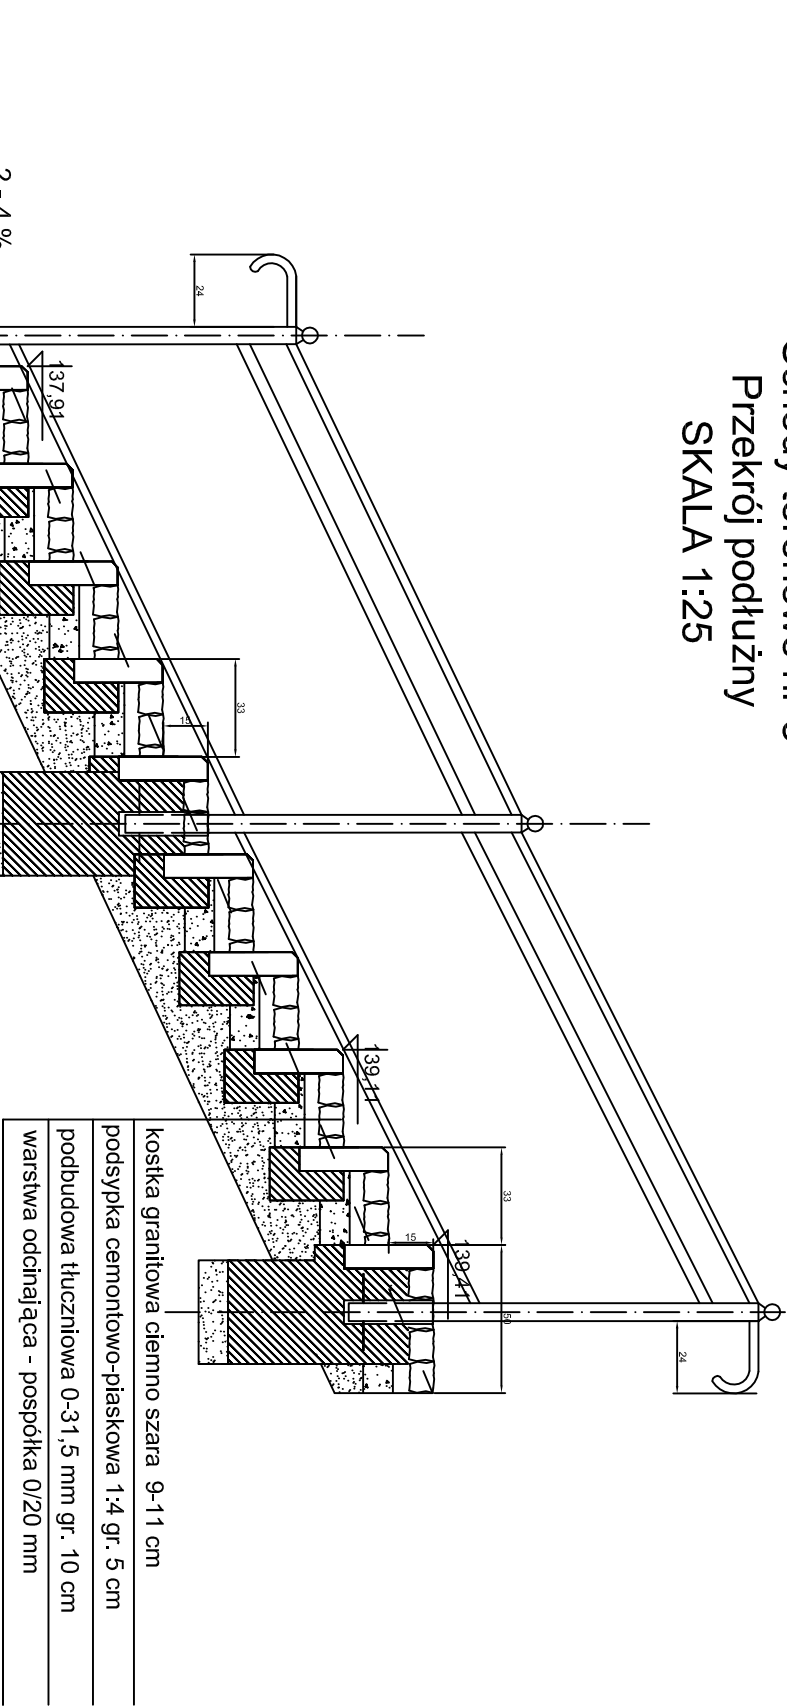 Przekrój podłużny
SKALA 1:25
24
24
139,41
50
33
15
139,11
33
15
137,91
2 - 4 %
kostka granitowa ciemno szara 9-11 cm
podsypka cemontowo-piaskowa 1:4 gr. 5 cm
podbudowa tłuczniowa 0-31,5 mm gr. 10 cm
warstwa odcinająca - pospółka 0/20 mm